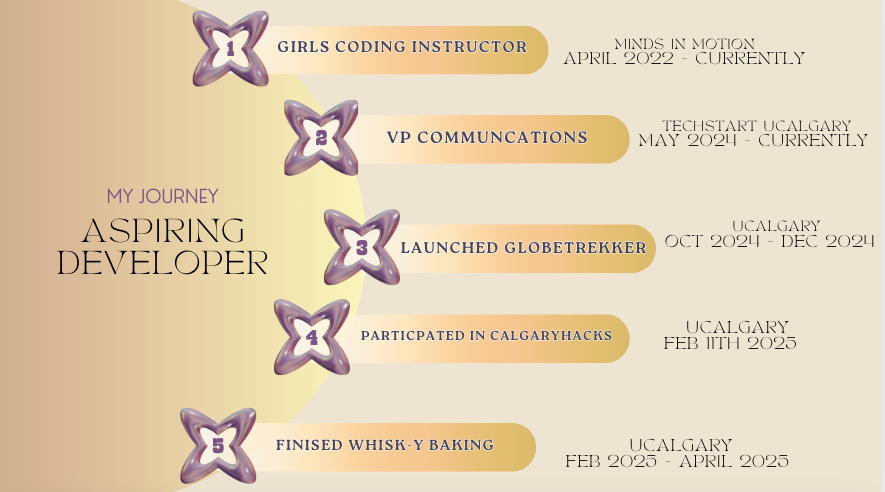 1
GIRLS CODING INSTRUCTOR
MINDS IN MOTION
APRIL 2022 - CURRENTLY
2
VP COMMUNCATIONS
TECHSTART UCALGARY
MAY 2024 - CURRENTLY
MY JOURNEY
ASPIRING
DEVELOPER
3
LAUNCHED GLOBETREKKER
UCALGARY
OCT 2024 - DEC 2024
4
PARTICPATED IN CALGARYHACKS
UCALGARY
FEB 11TH 2025
5
FINISED WHISK-Y BAKING
UCALGARY
FEB 2025 - APRIL 2025